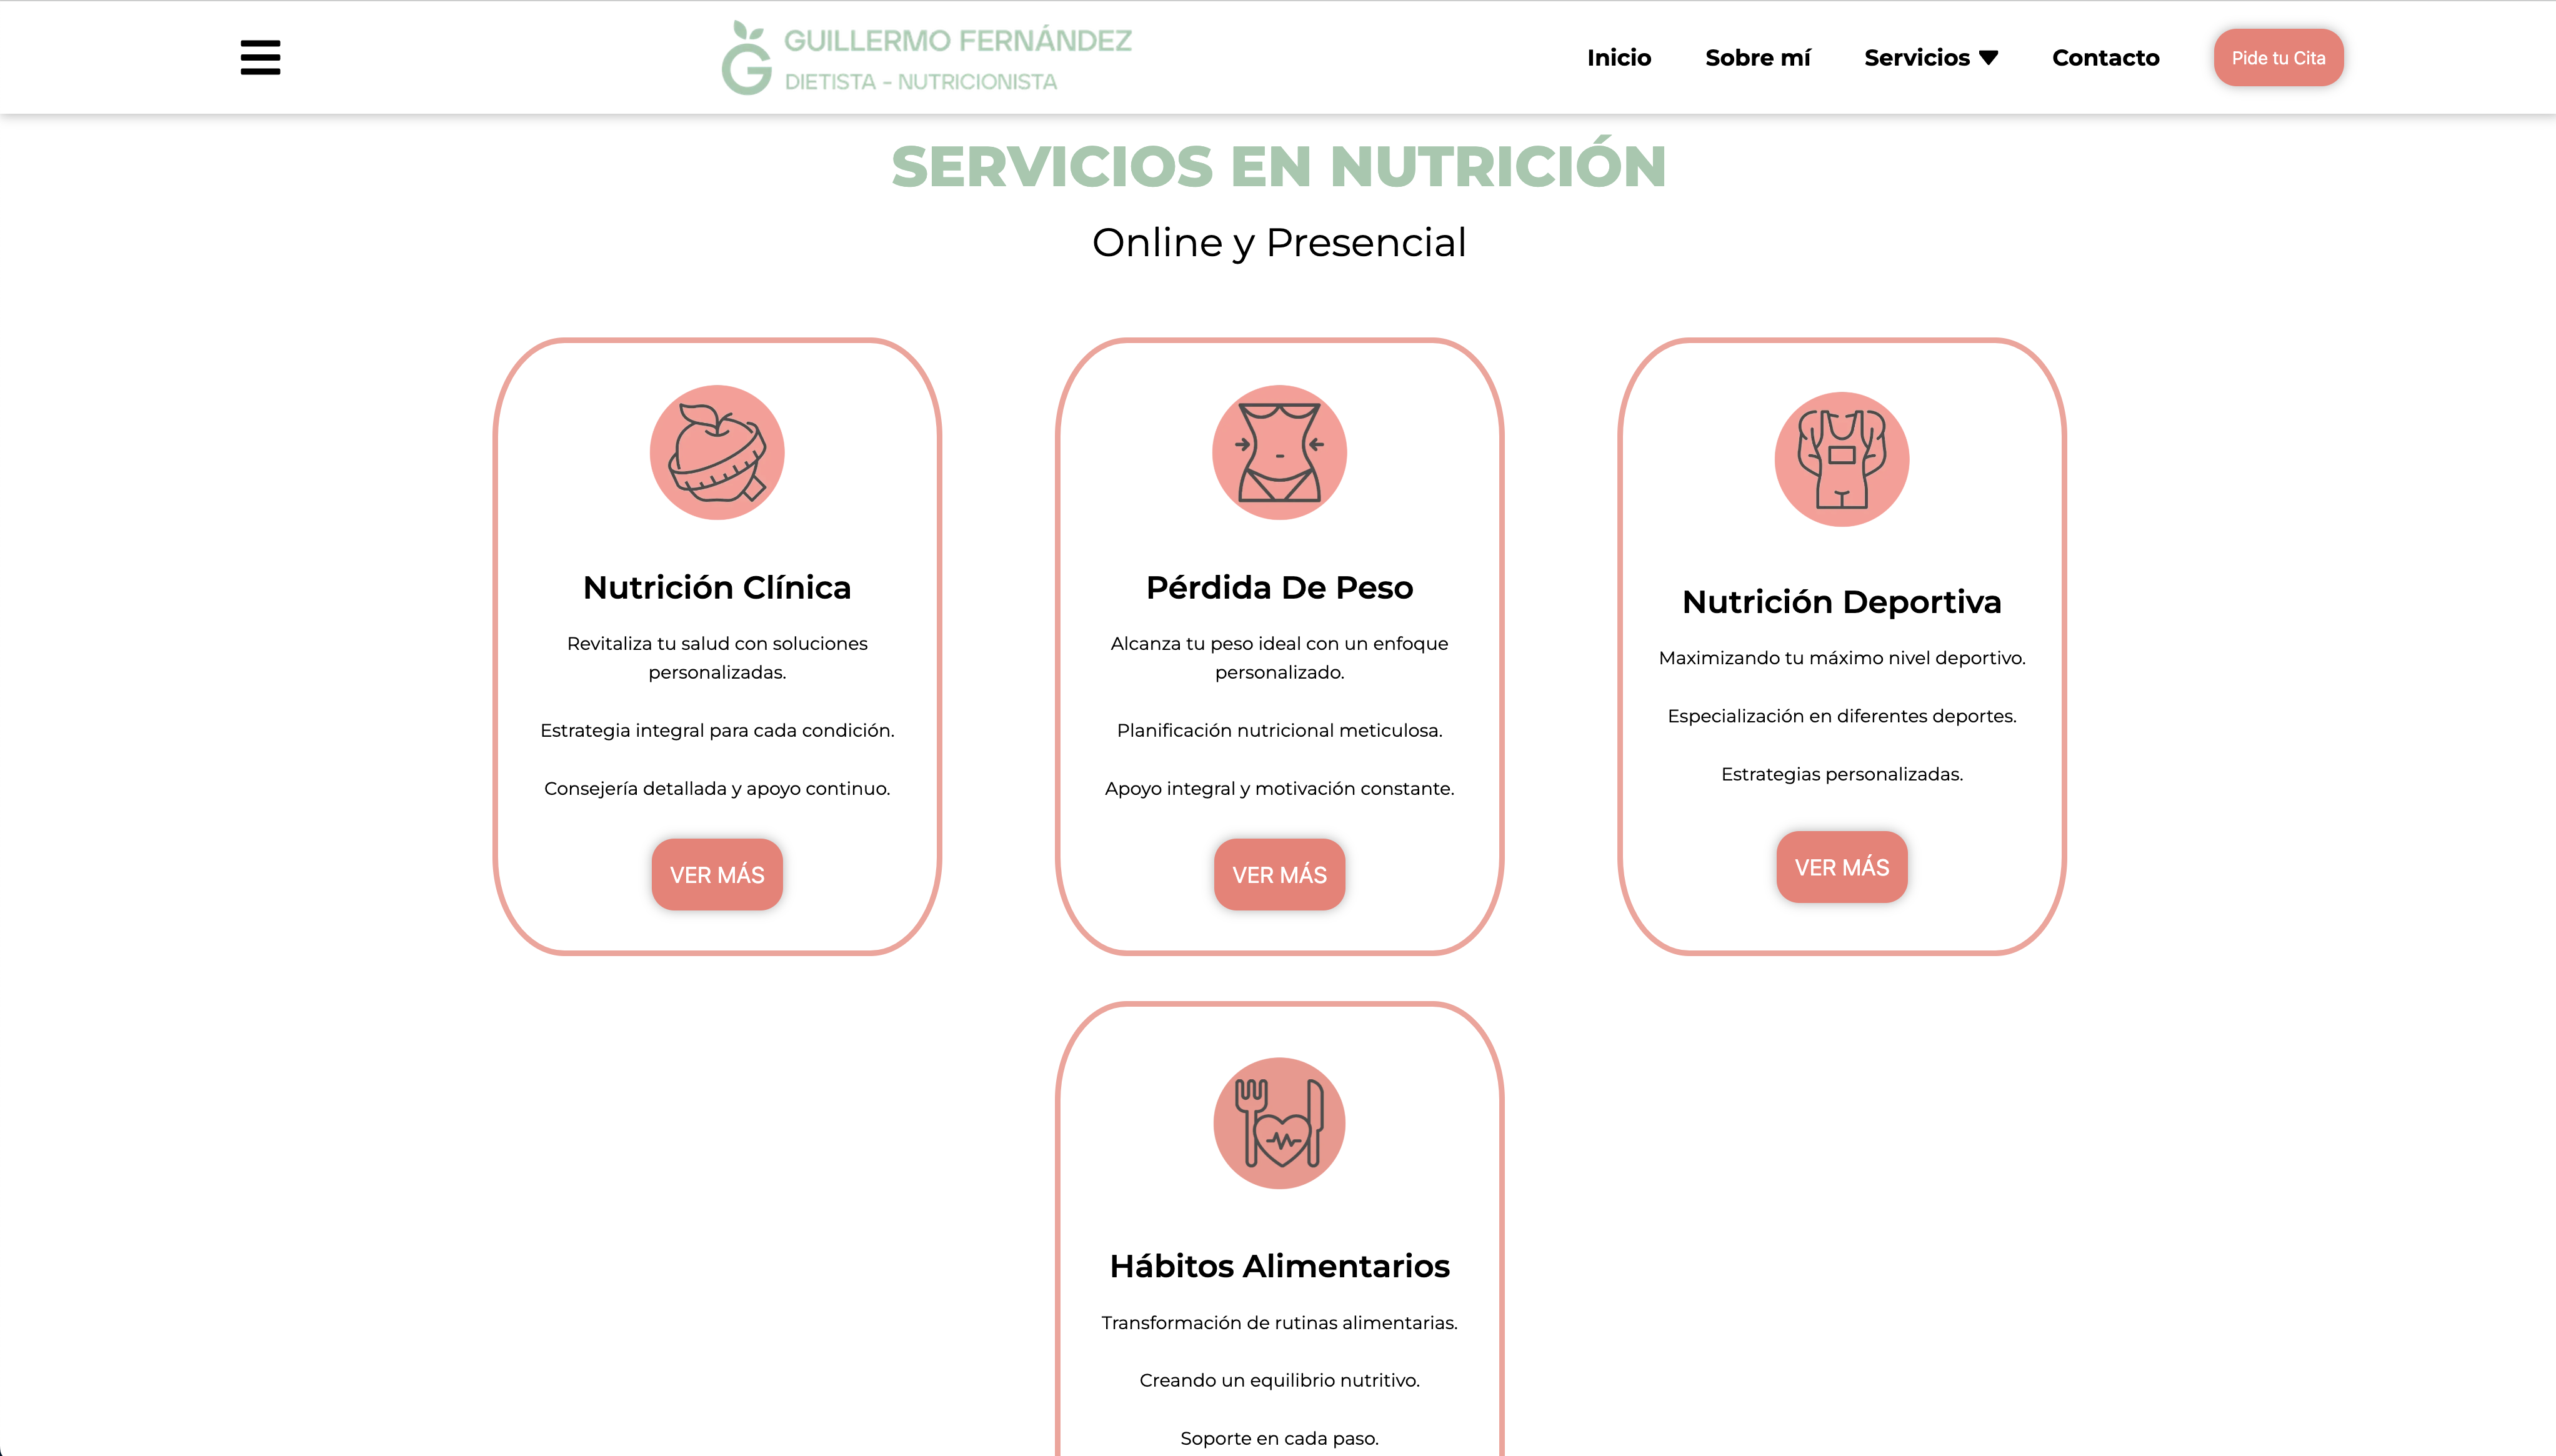 GUILLERMO FERNÁNDEZ
DIETISTA - NUTRICIONISTA
Inicio
Sobre mí
Servicios
Contacto
Pide tu Cita
SERVICIOS EN NUTRICIÓN
Online y Presencial
Nutrición Clínica
Revitaliza tu salud con soluciones
personalizadas.
Estrategia integral para cada condición.
Consejería detallada y apoyo continuo.
VER MÁS
Pérdida De Peso
Alcanza tu peso ideal con un enfoque
personalizado.
Planificación nutricional meticulosa.
Apoyo integral y motivación constante.
VER MÁS
Nutrición Deportiva
Maximizando tu máximo nivel deportivo.
Especialización en diferentes deportes.
Estrategias personalizadas.
VER MÁS
Hábitos Alimentarios
Transformación de rutinas alimentarias.
Creando un equilibrio nutritivo.
Soporte en cada paso.